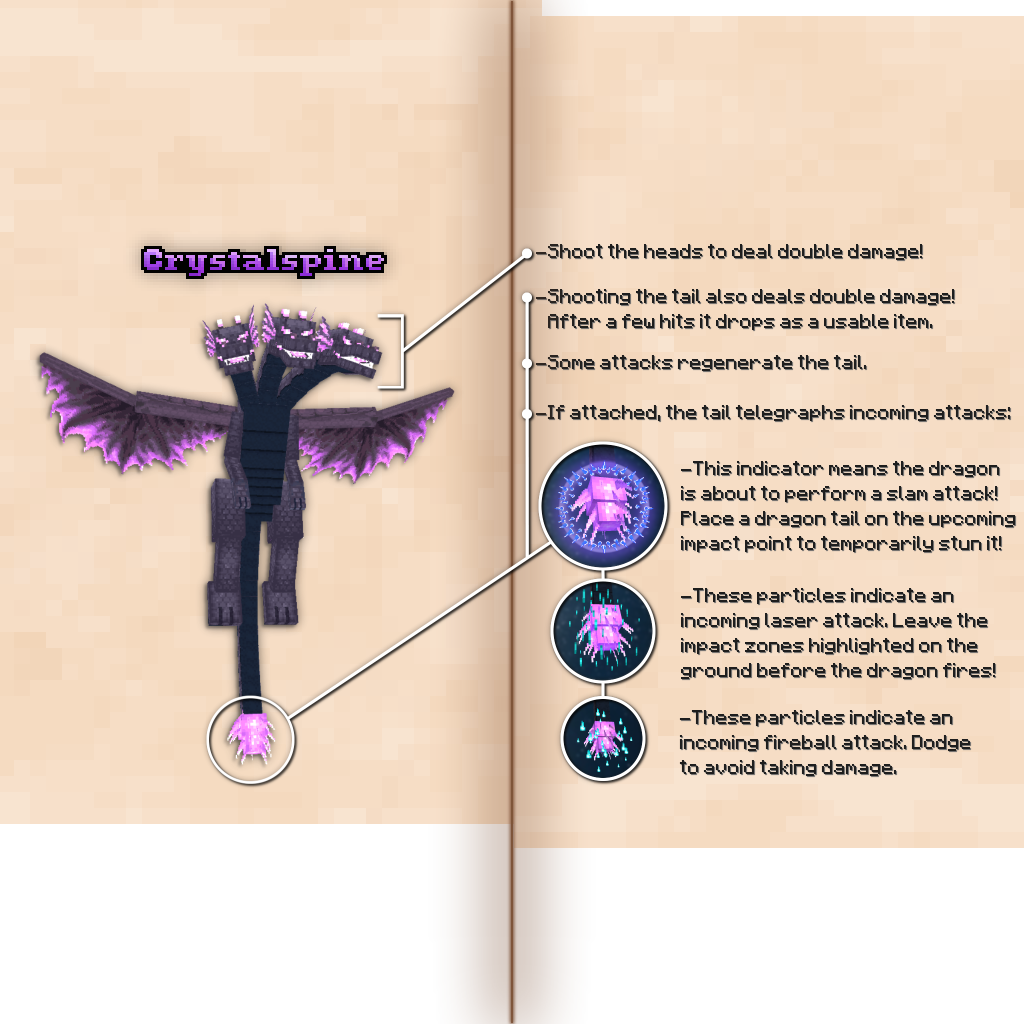 Crystalspine
-Shoot the heads to deal double damage!
-Shooting the tail also deals double damage!
After a few hits it drops as a usable item.
-Some attacks regenerate the tail.
-If attached, the tail telegraphs incoming attacks:
-This indicator means the dragon
is about to perform a slam attack!
Place a dragon tail on the upcoming
impact point to temporarily stun it!
-These particles indicate an
incoming laser attack. Leave the
impact zones highlighted on the
ground before the dragon fires!
-These particles indicate an
incoming fireball attack. Dodge
to avoid taking damage.